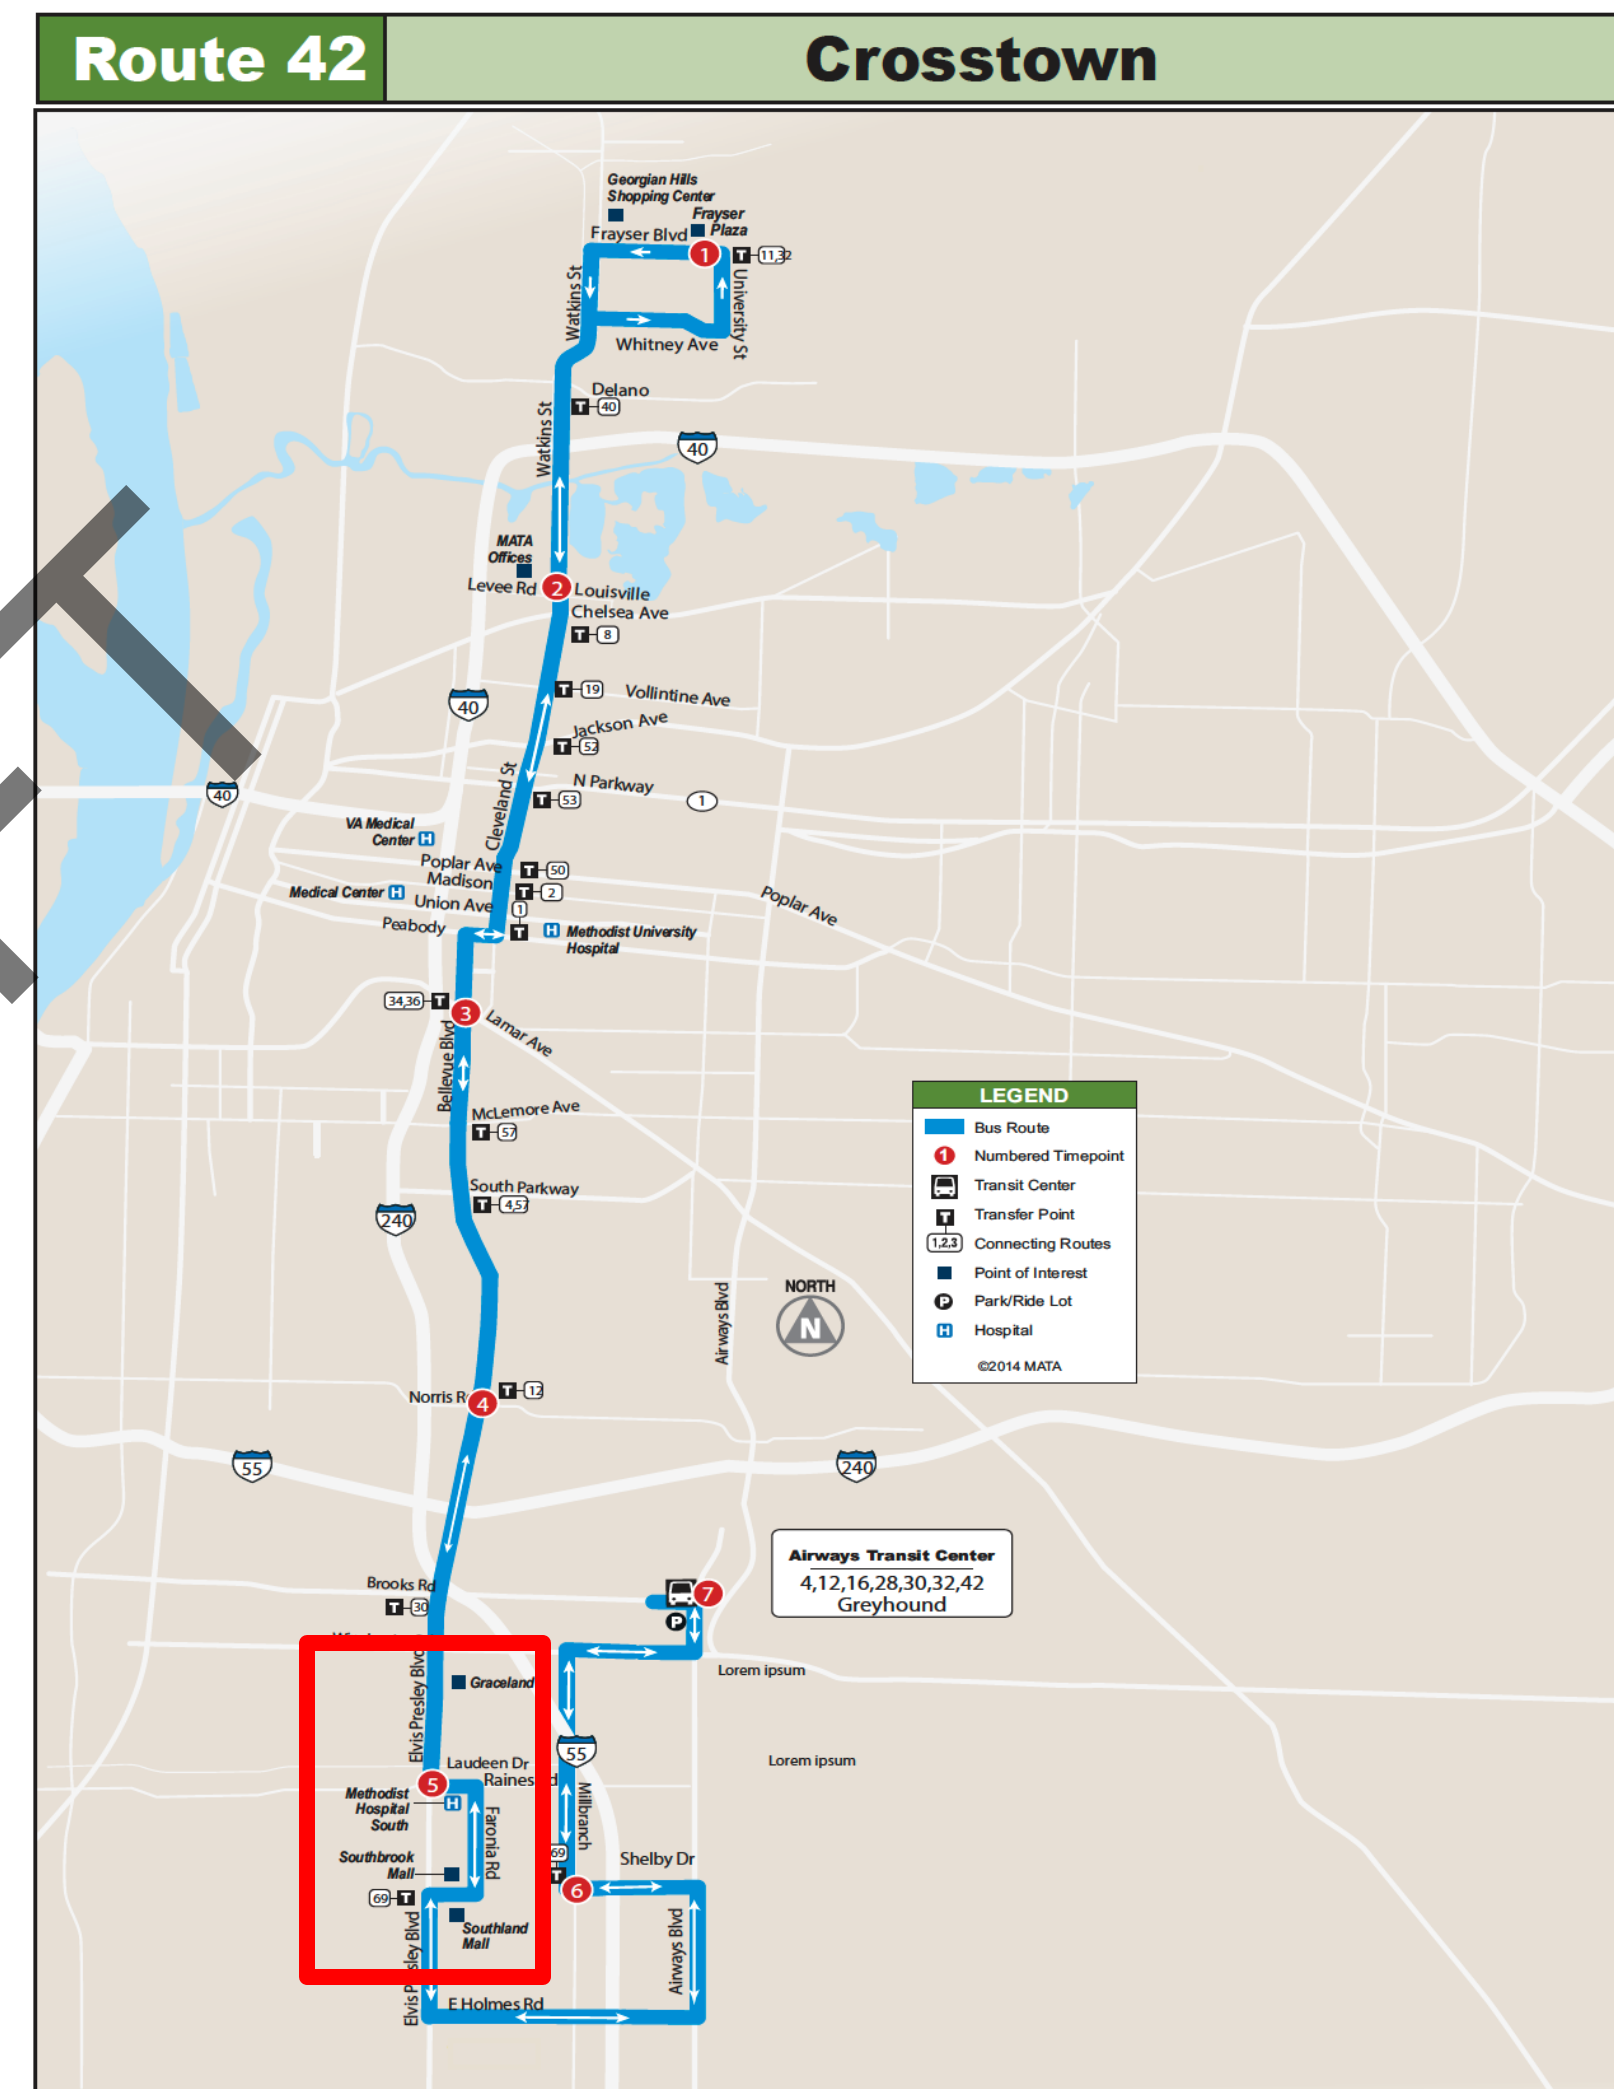 Route 42
Crosstown
Georgian Hills
Shopping Center
Frayser
Plaza
Frayser Blvd
1
T
11,32
Watkins St
University St
Whitney Ave
Delano
T
40
Watkins St
40
MATA
Offices
Levee Rd
2
Louisville
Chelsea Ave
T
8
T
19
Vollintine Ave
40
Jackson Ave
T
52
Cleveland St
N Parkway
T
53
1
40
VA Medical
Center H
Poplar Ave
T
50
Madison
T
2
Medical Center H
Union Ave
1
Poplar Ave
Peabody
T
H Methodist University
Hospital
34,36
T
3
Lamar Ave
Bellevue Blvd
McLemore Ave
T
57
South Parkway
T
4,57
240
LEGEND
Bus Route
1 Numbered Timepoint
Transit Center
T Transfer Point
1,2,3 Connecting Routes
Point of Interest
P Park/Ride Lot
H Hospital
©2014 MATA
NORTH
N
Airways Blvd
Norris R
4
T
12
55
240
Airways Transit Center
4,12,16,28,30,32,42
Greyhound
Brooks Rd
T
30
7
P
Lorem ipsum
Elvis Presley Blvd
Graceland
55
Lorem ipsum
Laudeen Dr
5
Raines
Methodist
Hospital
South
H
Faronia Rd
Millbranch
Southbrook
Mall
69
T
Shelby Dr
6
69
T
Southland
Mall
Elvis Presley Blvd
Airways Blvd
E Holmes Rd